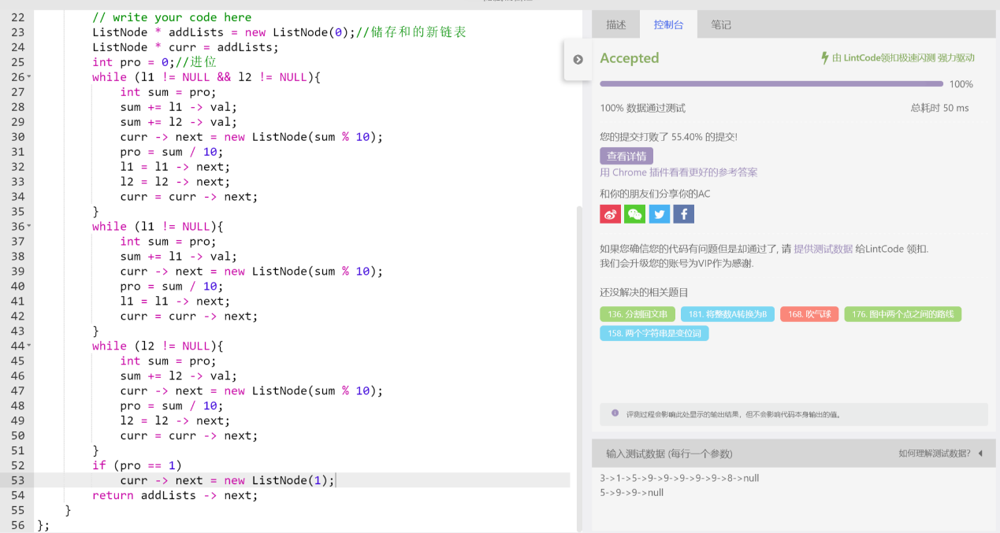 22 // write your code here
23 ListNode * addLists = new ListNode(0);//储存和的新链表
24 ListNode * curr = addLists;
25 int pro = 0;//进位
26 while (l1 != NULL && l2 != NULL){
27 int sum = pro;
28 sum += l1 -> val;
29 sum += l2 -> val;
30 curr -> next = new ListNode(sum % 10);
31 pro = sum / 10;
32 l1 = l1 -> next;
33 l2 = l2 -> next;
34 curr = curr -> next;
35 }
36 while (l1 != NULL){
37 int sum = pro;
38 sum += l1 -> val;
39 curr -> next = new ListNode(sum % 10);
40 pro = sum / 10;
41 l1 = l1 -> next;
42 curr = curr -> next;
43 }
44 while (l2 != NULL){
45 int sum = pro;
46 sum += l2 -> val;
47 curr -> next = new ListNode(sum % 10);
48 pro = sum / 10;
49 l2 = l2 -> next;
50 curr = curr -> next;
51 }
52 if (pro == 1)
53 curr -> next = new ListNode(1);
54 return addLists -> next;
55 }
56 };
描述 控制台 笔记
Accepted 由 LintCode领扣极速闪测 强力驱动
100%
100% 数据通过测试 总耗时 50 ms
您的提交打败了 55.40% 的提交!
查看详情
用 Chrome 插件看看更好的参考答案
和你的朋友们分享你的AC
如果您确信您的代码有问题但是却通过了, 请 提供测试数据 给LintCode 领扣.
我们会升级您的账号为VIP作为感谢.
还没解决的相关题目
136. 分割回文串 181. 将整数A转换为B 168. 吹气球 176. 图中两个点之间的路线
158. 两个字符串是变位词
评测过程会影响此处显示的输出结果，但不会影响代码本身输出的值。
输入测试数据 (每行一个参数) 如何理解测试数据?
3->1->5->9->9->9->9->9->8->null
5->9->9->null